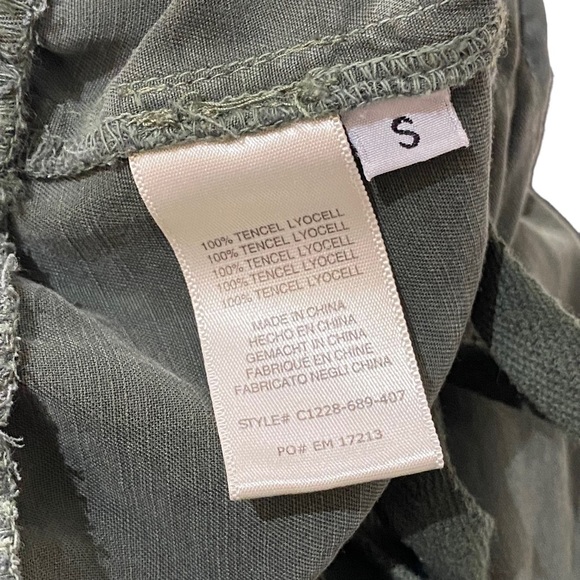 S
100% TENCEL LYOCELL
100% TENCEL LYOCELL
100% TENCEL LYOCELL
100% TENCEL LYOCELL
100% TENCEL LYOCELL
MADE IN CHINA
HECHO EN CHINA
GEMACHT IN CHINA
FABRIQUÉ EN CHINE
FABRICATO NEGLI CHINA
STYLE# C1228-689-407
PO# EM 17213